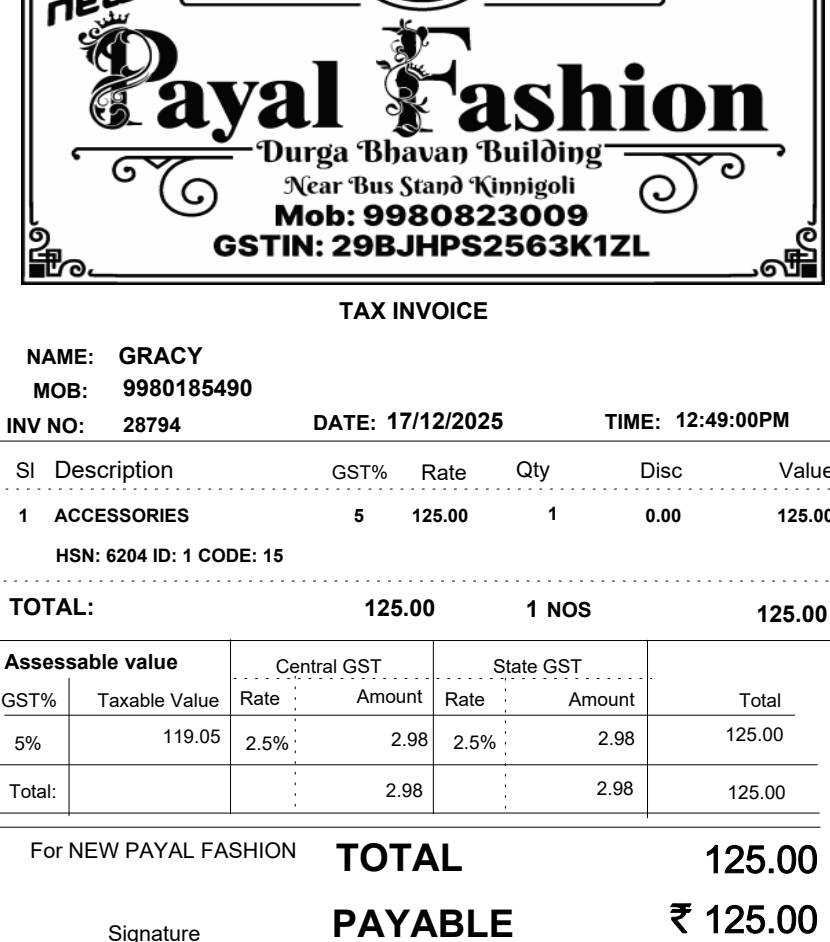 new
Payal Fashion
Durga Bhavan Building
Near Bus Stand Kinnigoli
Mob: 9980823009
GSTIN: 29BJHPS2563K1ZL
TAX INVOICE
NAME: GRACY
MOB: 9980185490
INV NO: 28794 DATE: 17/12/2025 TIME: 12:49:00PM
Sl Description GST% Rate Qty Disc Value
1 ACCESSORIES 5 125.00 1 0.00 125.00
HSN: 6204 ID: 1 CODE: 15
TOTAL: 125.00 1 NOS 125.00
Assessable value Central GST State GST
GST% Taxable Value Rate Amount Rate Amount Total
5% 119.05 2.5% 2.98 2.5% 2.98 125.00
Total: 2.98 2.98 125.00
For NEW PAYAL FASHION TOTAL 125.00
Signature PAYABLE ₹ 125.00